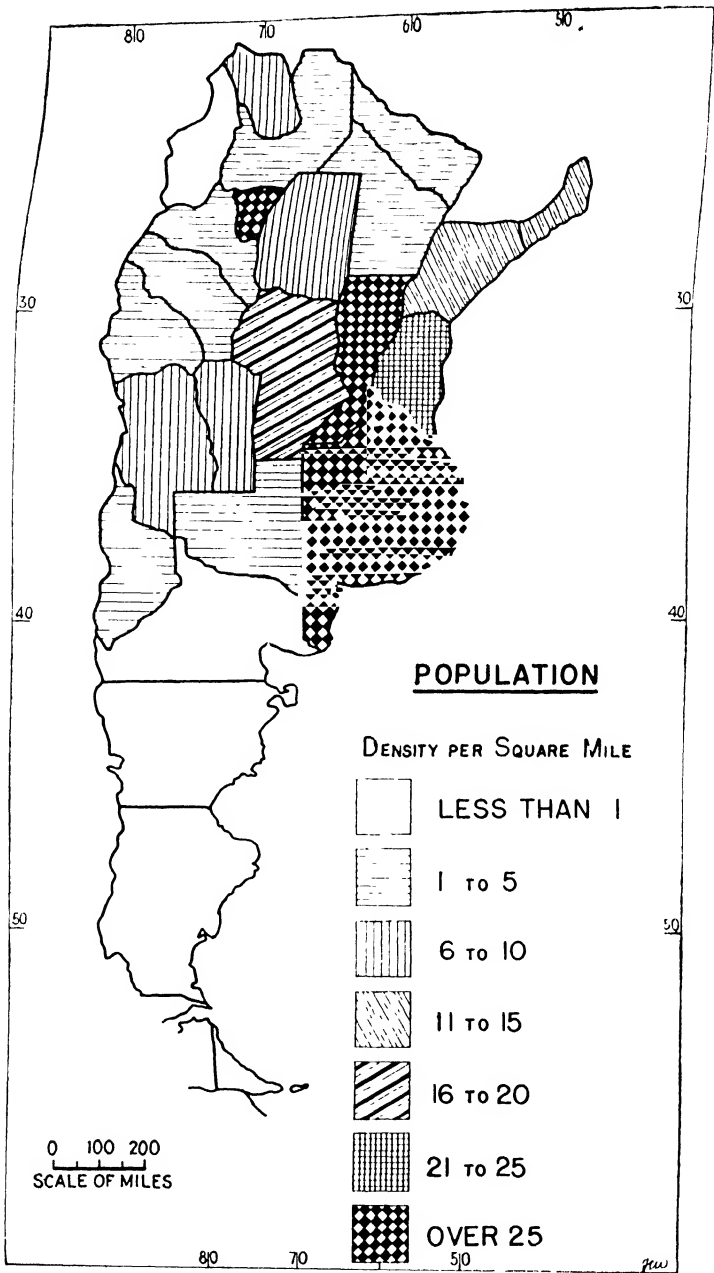 80 70 60 50
30 30
40 40
POPULATION
DENSITY PER SQUARE MILE
LESS THAN 1
1 TO 5
50 50
6 TO 10
11 TO 15
16 TO 20
0 100 200
SCALE OF MILES
21 TO 25
OVER 25
80 70 50